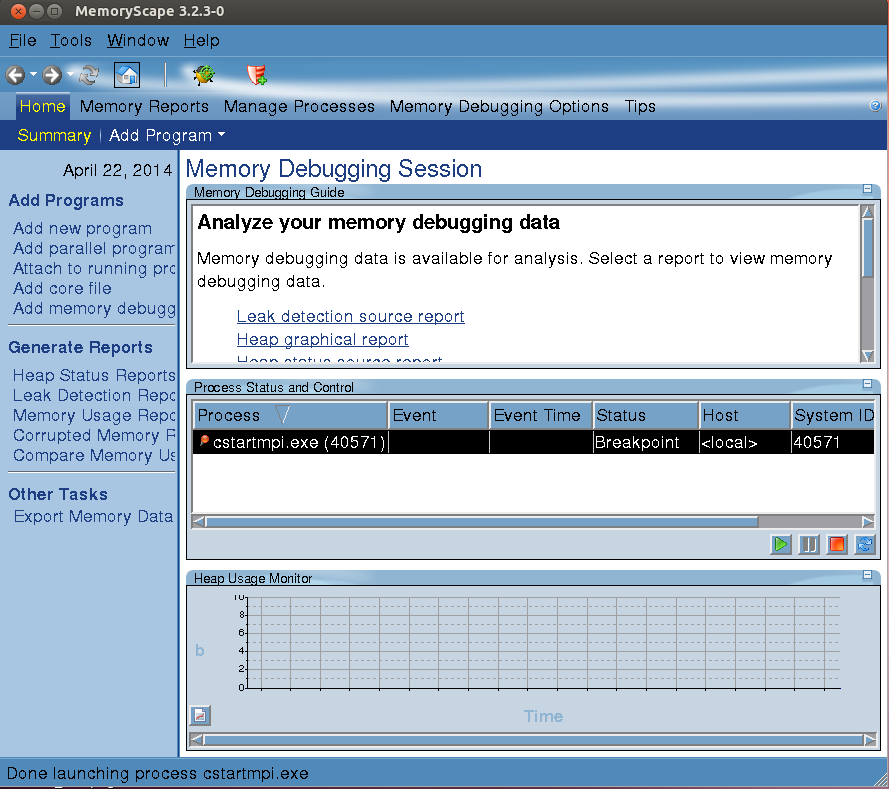 MemoryScape 3.2.3-0
File Tools Window Help
Home Memory Reports Manage Processes Memory Debugging Options Tips
Summary | Add Program
April 22, 2014
Add Programs
Add new program
Add parallel program
Attach to running pro
Add core file
Add memory debugg
Generate Reports
Heap Status Reports
Leak Detection Repo
Memory Usage Repo
Corrupted Memory R
Compare Memory Us
Other Tasks
Export Memory Data
Memory Debugging Session
Memory Debugging Guide
Analyze your memory debugging data
Memory debugging data is available for analysis. Select a report to view memory
debugging data.
Leak detection source report
Heap graphical report
Heap status source report
Process Status and Control
Process Event Event Time Status Host System ID
cstartmpi.exe (40571) Breakpoint <local> 40571
Heap Usage Monitor
10
8
6
b
4
2
0
Time
Done launching process cstartmpi.exe